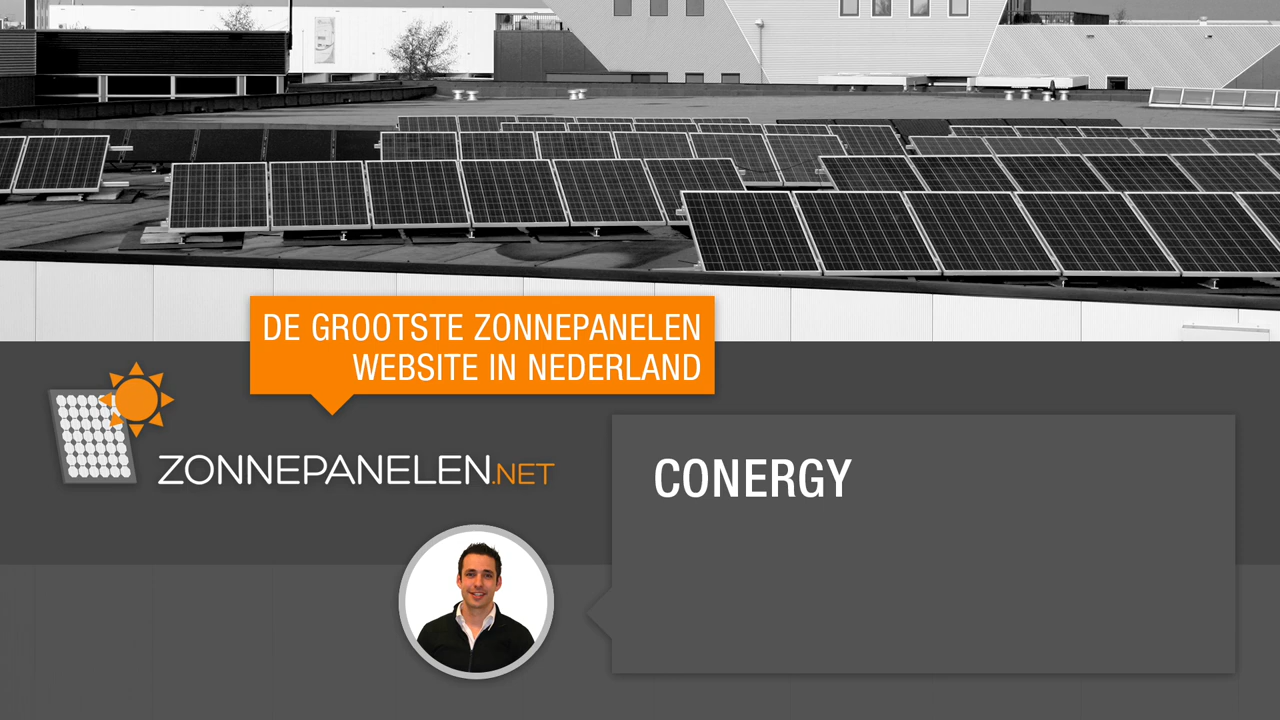 DE GROOTSTE ZONNEPANELEN
WEBSITE IN NEDERLAND
ZONNEPANELEN.NET
CONERGY